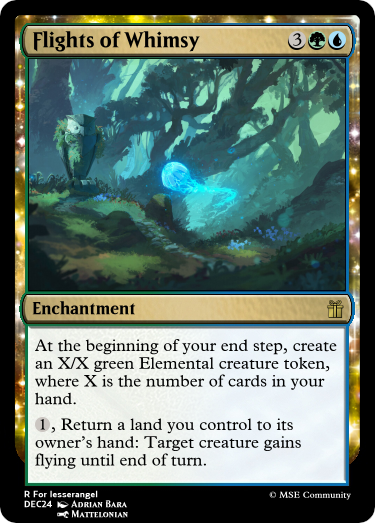 Flights of Whimsy 3
Enchantment
At the beginning of your end step, create
an X/X green Elemental creature token,
where X is the number of cards in your
hand.
1, Return a land you control to its
owner's hand: Target creature gains
flying until end of turn.
R For lesserangel
DEC24 Adrian Bara © MSE Community
Mattelonian